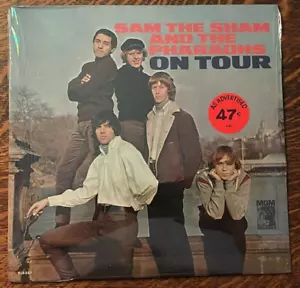 SAM THE SHAM
AND THE
PHARAOHS
ON TOUR
AS ADVERTISED
47¢
MGM